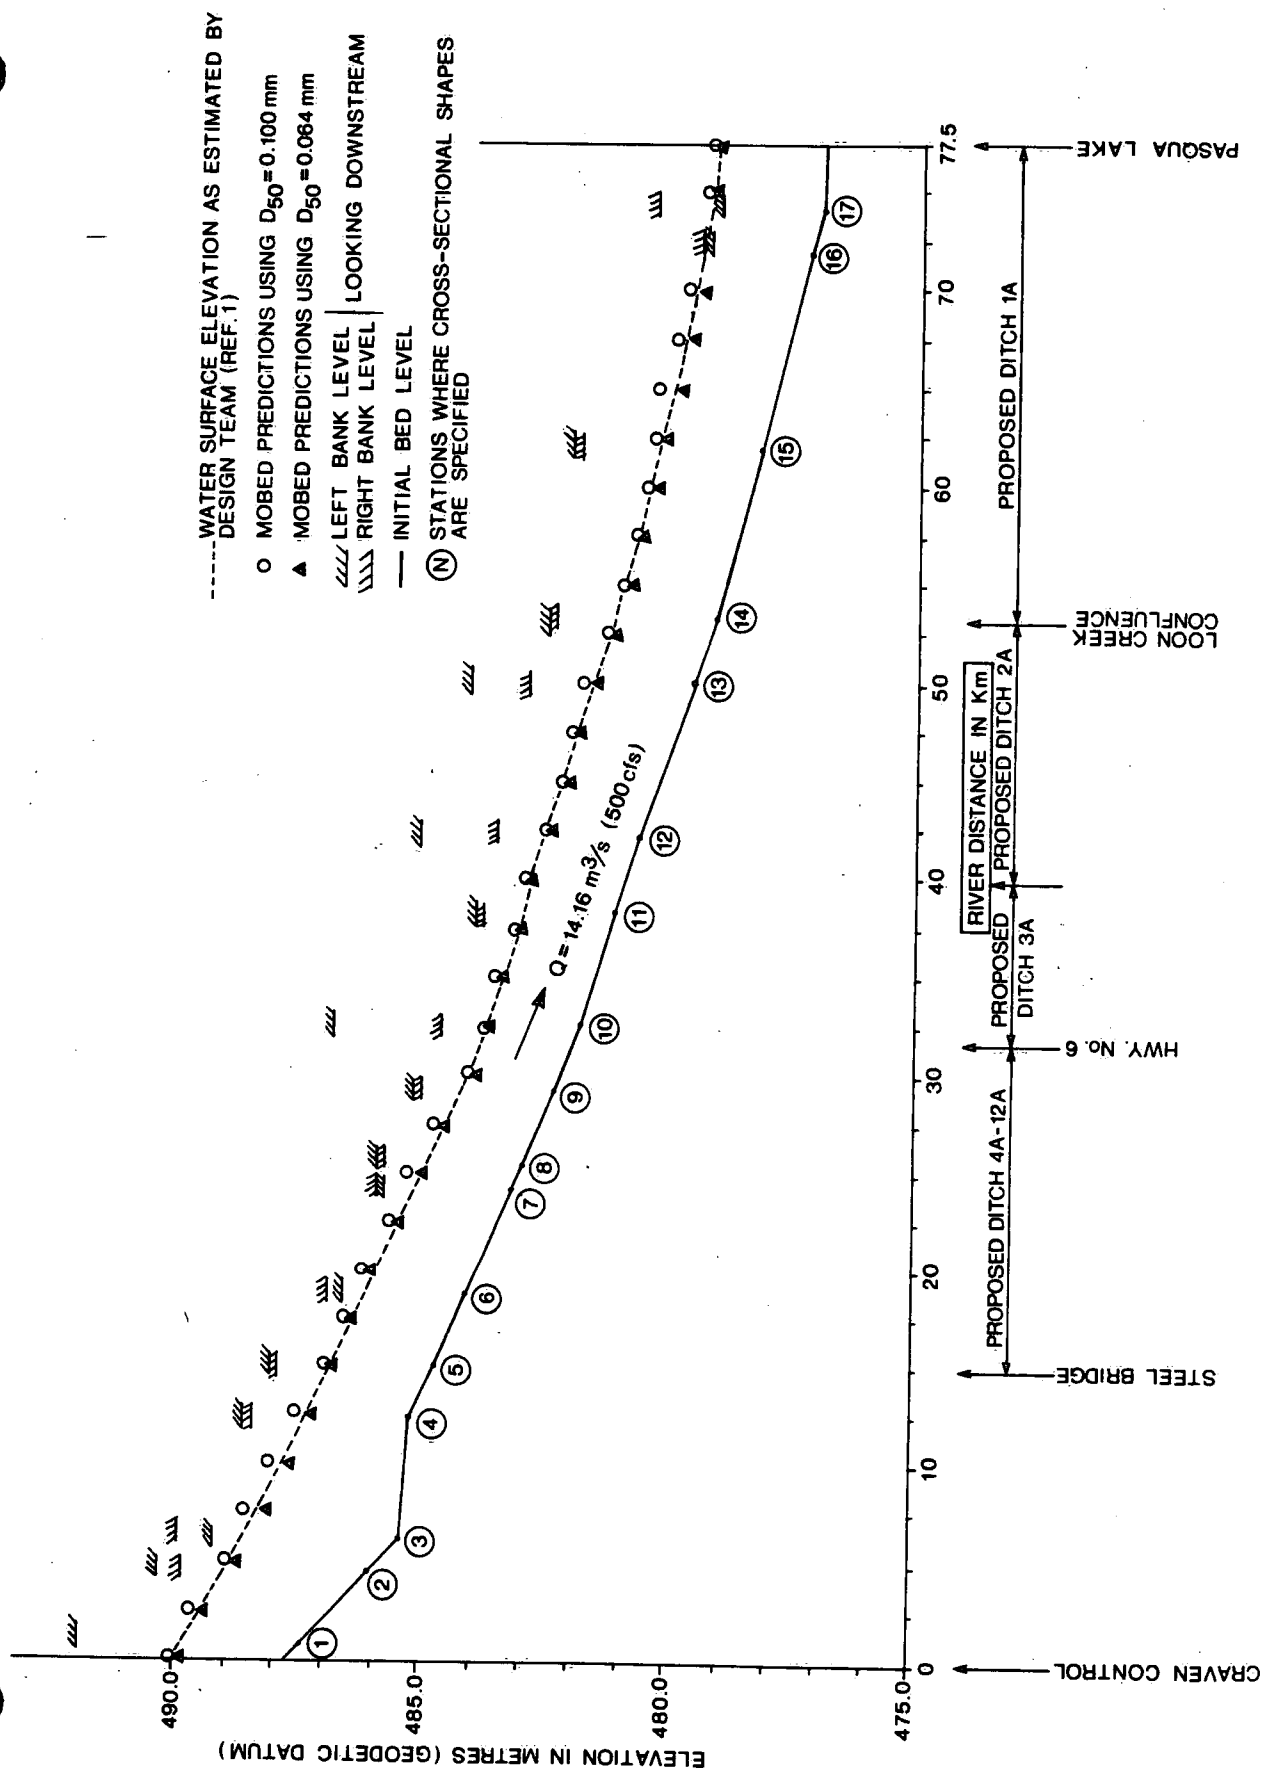 -----WATER SURFACE ELEVATION AS ESTIMATED BY
DESIGN TEAM (REF. 1)
MOBED PREDICTIONS USING D50=0.100mm
MOBED PREDICTIONS USING D50=0.064mm
LEFT BANK LEVEL
RIGHT BANK LEVEL
LOOKING DOWNSTREAM
INITIAL BED LEVEL
N STATIONS WHERE CROSS-SECTIONAL SHAPES
ARE SPECIFIED
ELEVATION IN METRES (GEODETIC DATUM)
490.0
485.0
480.0
475.0
Q = 14.16 m3/s (500 cfs)
1
2
3
4
5
6
7
8
9
10
11
12
13
14
15
16
17
0
10
20
30
40
50
60
70
77.5
RIVER DISTANCE IN Km
PROPOSED DITCH 4A-12A
PROPOSED
DITCH 3A
PROPOSED DITCH 2A
PROPOSED DITCH 1A
CRAVEN CONTROL
STEEL BRIDGE
HWY. No. 6
LOON CREEK
CONFLUENCE
PASQUA LAKE